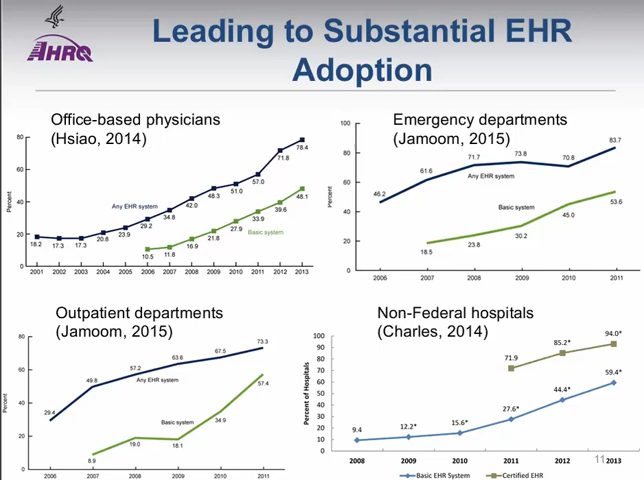 AHRQ
Leading to Substantial EHR
Adoption
Office-based physicians
(Hsiao, 2014)
80
60
40
20
0
Percent
Any EHR system
Basic system
18.2 17.3 17.3 20.8 23.9 29.2 34.8 42.0 48.3 51.0 57.0 71.8 78.4
10.5 11.8 16.9 21.8 27.9 33.9 39.6 48.1
2001 2002 2003 2004 2005 2006 2007 2008 2009 2010 2011 2012 2013
Emergency departments
(Jamoom, 2015)
100
80
60
40
20
0
Percent
46.2 61.6 71.7 73.8 70.8 83.7
Any EHR system
Basic system
18.5 23.8 30.2 45.0 53.6
2006 2007 2008 2009 2010 2011
Outpatient departments
(Jamoom, 2015)
80
60
40
20
0
Percent
29.4 49.8 57.2 63.6 67.5 73.3
Any EHR system
Basic system
8.9 19.0 18.1 34.9 57.4
2006 2007 2008 2009 2010 2011
Non-Federal hospitals
(Charles, 2014)
100
90
80
70
60
50
40
30
20
10
0
Percent of Hospitals
71.9 85.2* 94.0*
9.4 12.2* 15.6* 27.6* 44.4* 59.4*
2008 2009 2010 2011 2012 2013
11
Basic EHR System Certified EHR